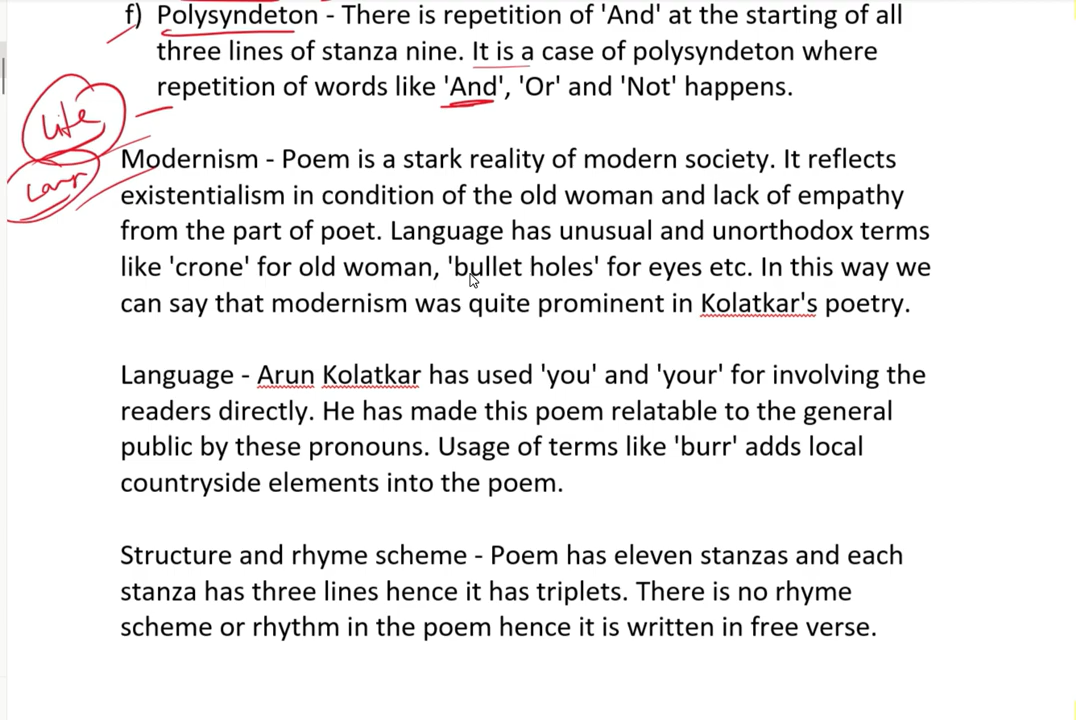 f) Polysyndeton - There is repetition of 'And' at the starting of all
three lines of stanza nine. It is a case of polysyndeton where
repetition of words like 'And', 'Or' and 'Not' happens.
Modernism - Poem is a stark reality of modern society. It reflects
existentialism in condition of the old woman and lack of empathy
from the part of poet. Language has unusual and unorthodox terms
like 'crone' for old woman, 'bullet holes' for eyes etc. In this way we
can say that modernism was quite prominent in Kolatkar's poetry.
Language - Arun Kolatkar has used 'you' and 'your' for involving the
readers directly. He has made this poem relatable to the general
public by these pronouns. Usage of terms like 'burr' adds local
countryside elements into the poem.
Structure and rhyme scheme - Poem has eleven stanzas and each
stanza has three lines hence it has triplets. There is no rhyme
scheme or rhythm in the poem hence it is written in free verse.